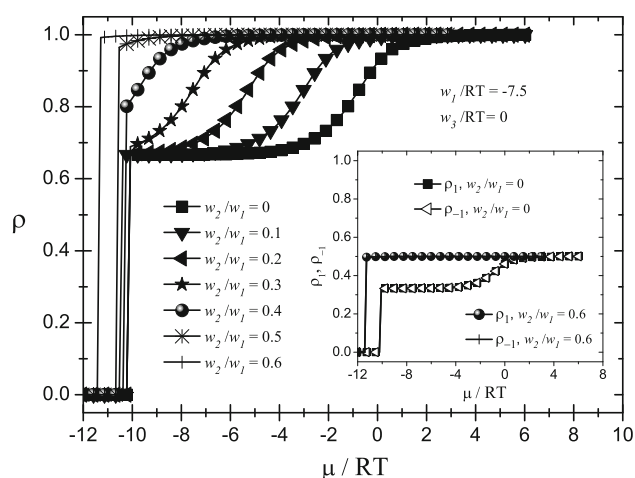 1.0
0.8
0.6
0.4
0.2
0.0
ρ
-12 -10 -8 -6 -4 -2 0 2 4 6 8 10
μ / RT
w₁/RT = -7.5
w₃/RT = 0
w₂/w₁ = 0
w₂/w₁ = 0.1
w₂/w₁ = 0.2
w₂/w₁ = 0.3
w₂/w₁ = 0.4
w₂/w₁ = 0.5
w₂/w₁ = 0.6
1.0
0.8
0.6
0.4
0.2
0.0
ρ₁, ρ₋₁
ρ₁, w₂/w₁ = 0
ρ₋₁, w₂/w₁ = 0
ρ₁, w₂/w₁ = 0.6
ρ₋₁, w₂/w₁ = 0.6
-12 -8 -4 0 4 8
μ / RT